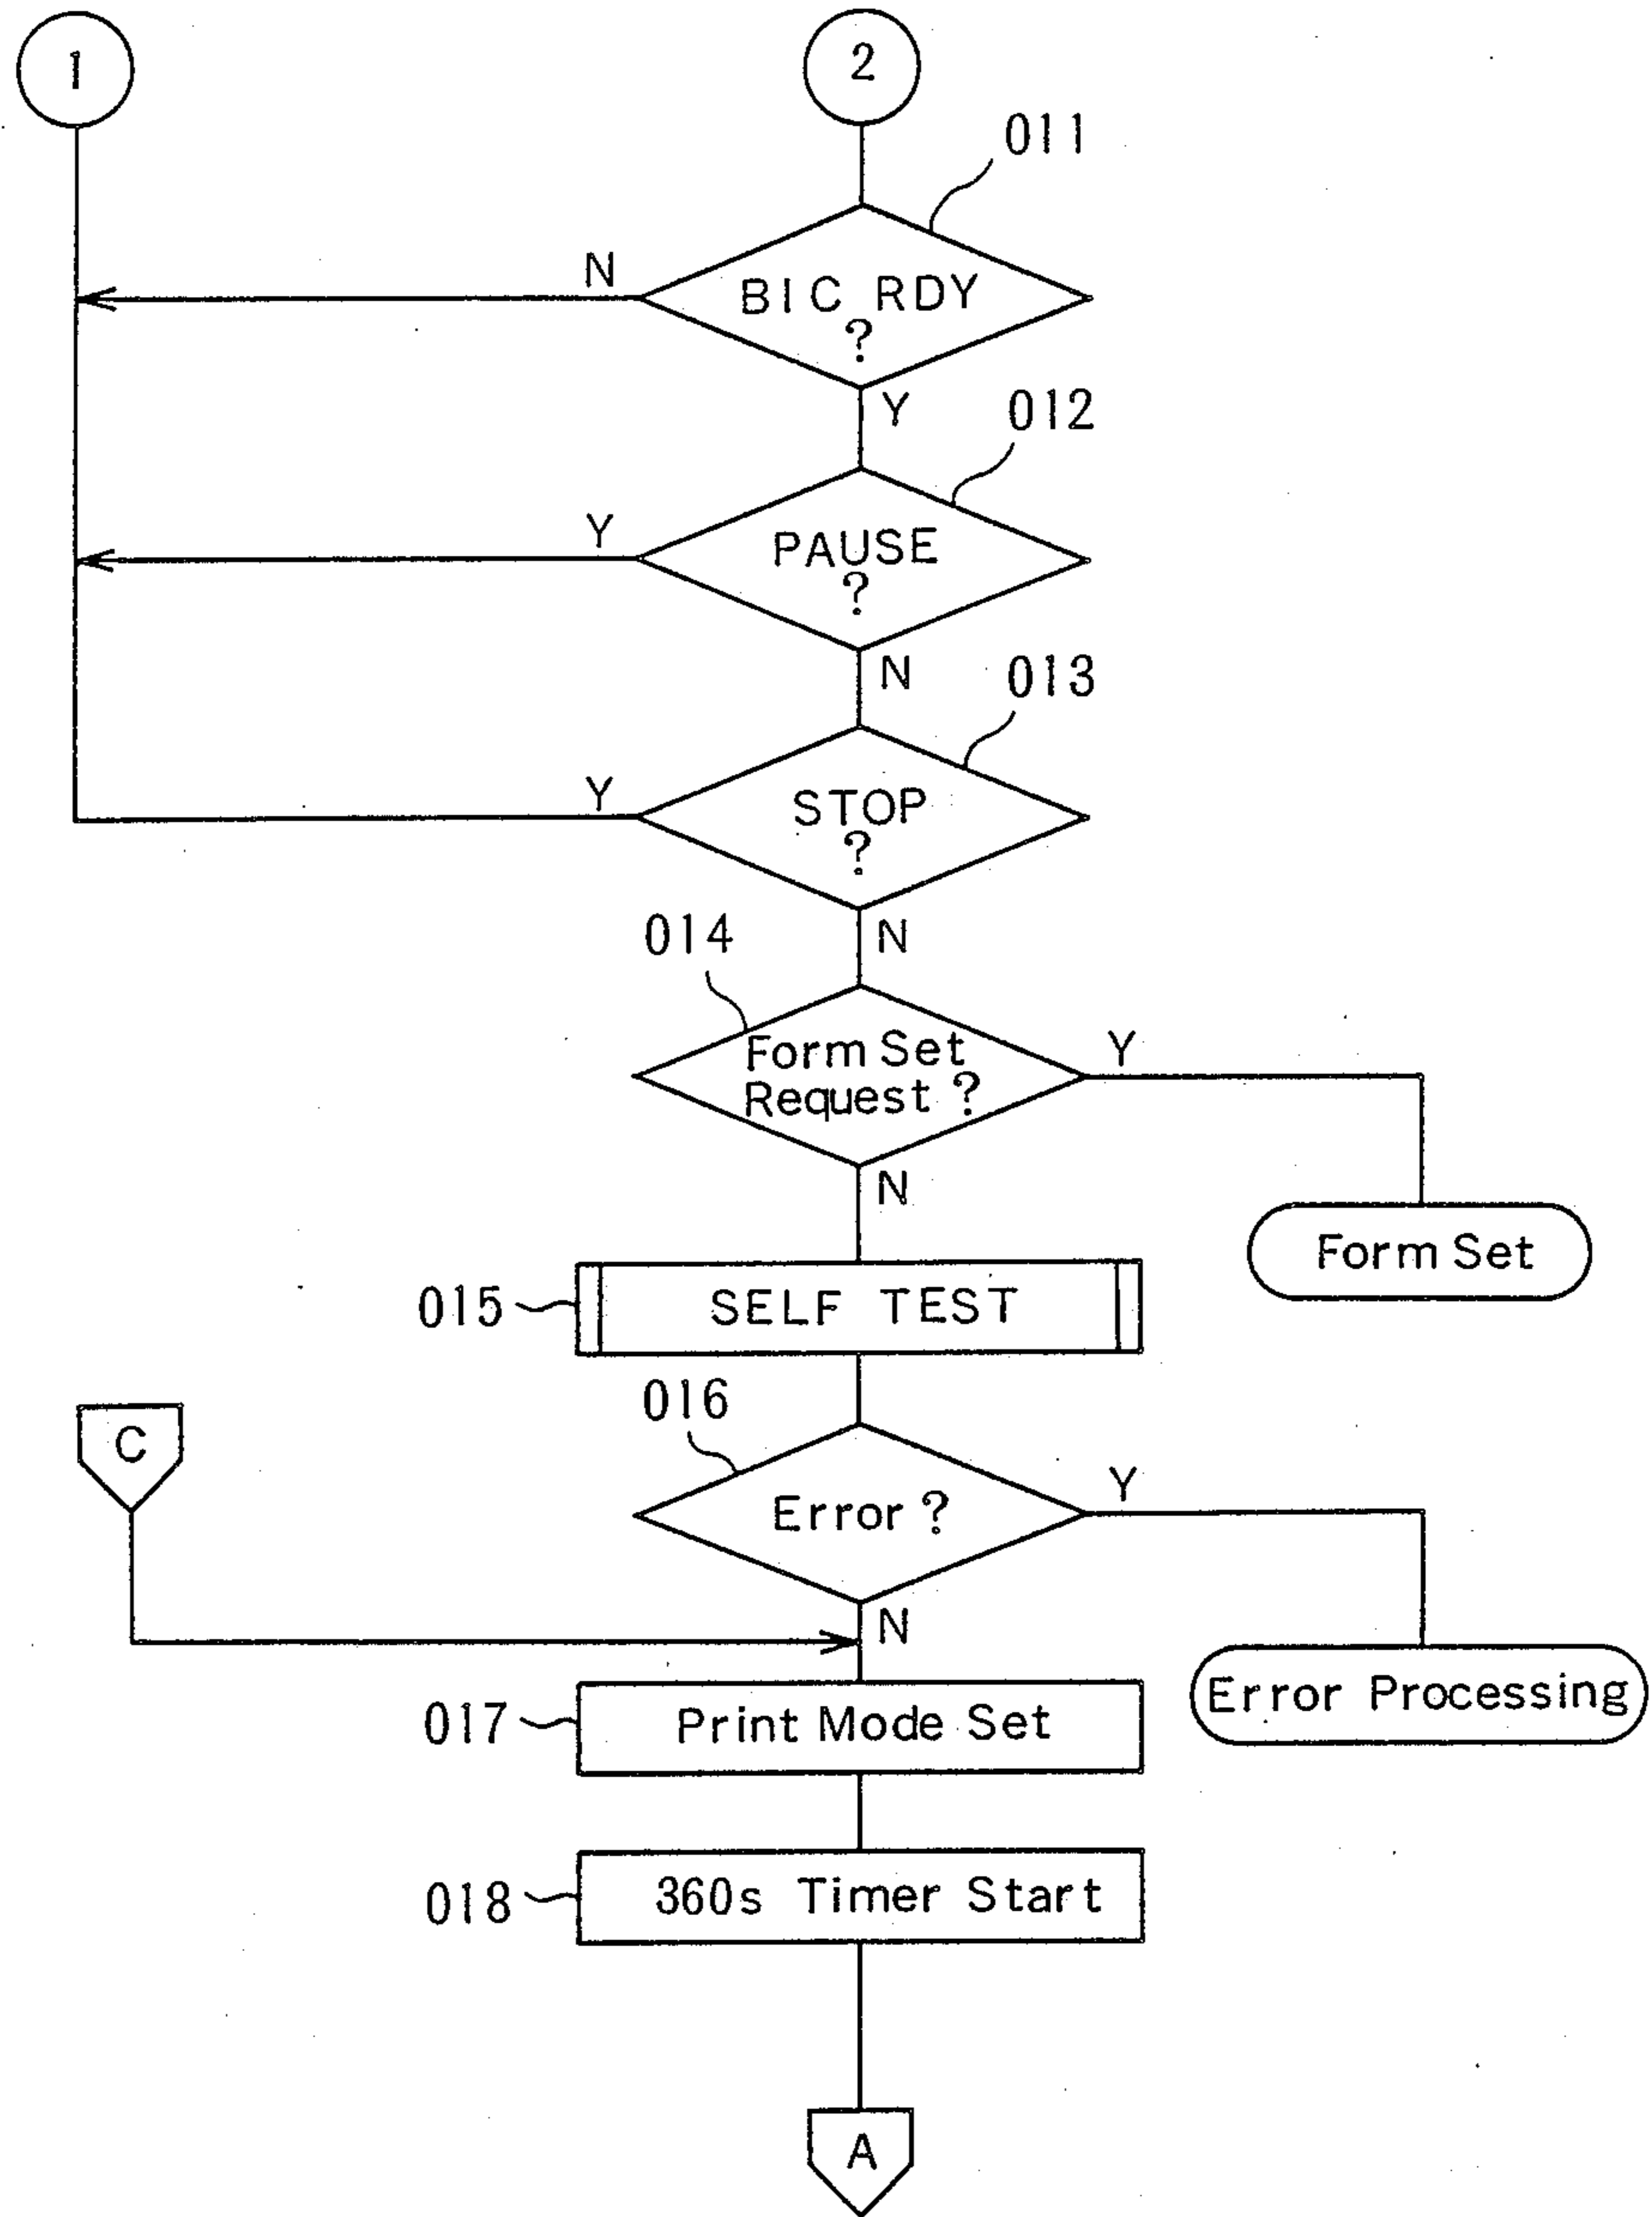 1
2
011
N
BIC RDY
?
Y
012
Y
PAUSE
?
N
013
Y
STOP
?
N
014
Form Set
Request ?
Y
N
Form Set
015
SELF TEST
016
C
Error ?
Y
N
Error Processing
017
Print Mode Set
018
360s Timer Start
A